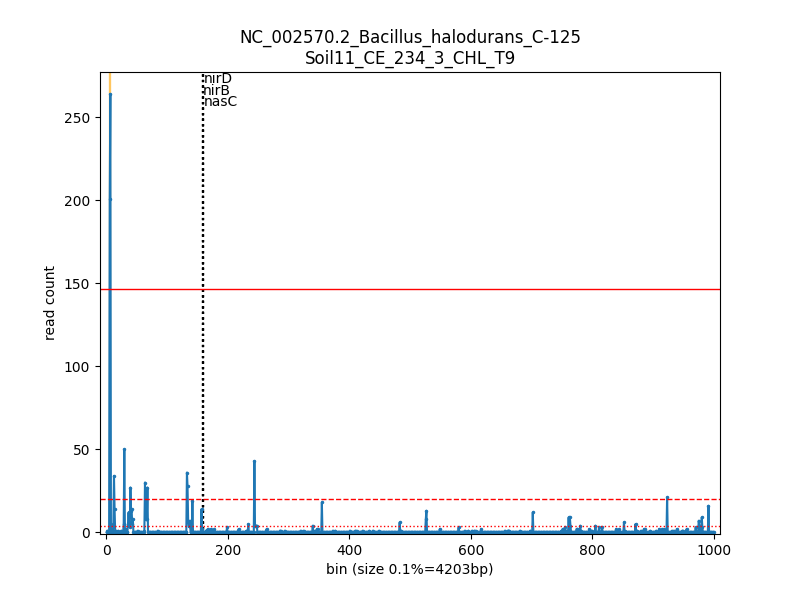 NC_002570.2_Bacillus_halodurans_C-125
Soil11_CE_234_3_CHL_T9
nirD
nirB
nasC
250
200
150
100
50
0
read count
0 200 400 600 800 1000
bin (size 0.1%=4203bp)